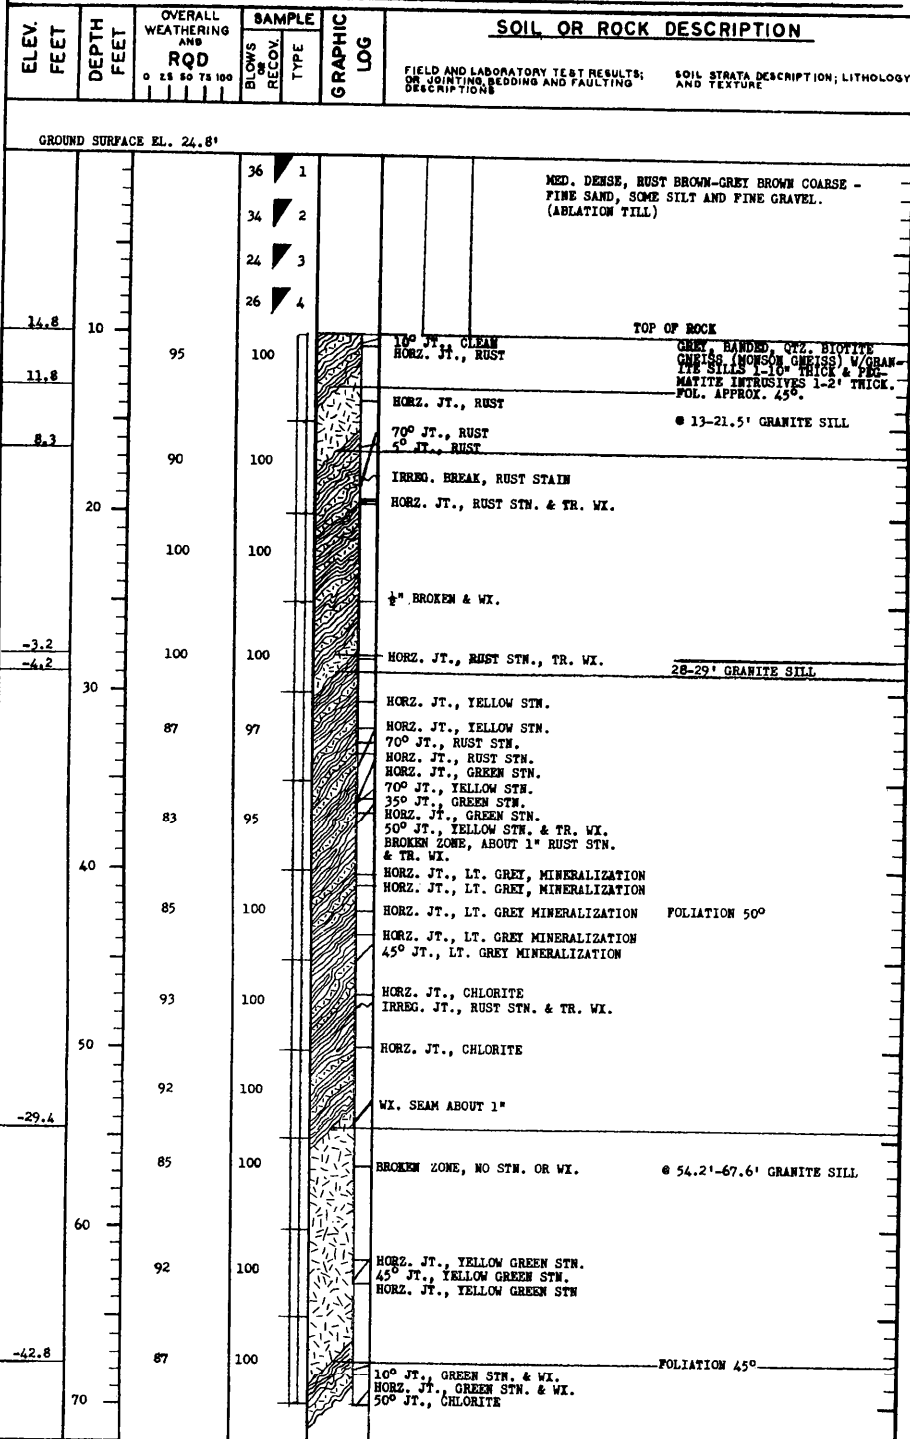 ELEV. FEET
DEPTH FEET
OVERALL WEATHERING AND RQD
0 25 50 75 100
SAMPLE
BLOWS OR RECOV.
TYPE
GRAPHIC LOG
SOIL OR ROCK DESCRIPTION
FIELD AND LABORATORY TEST RESULTS;
OR JOINTING, BEDDING AND FAULTING
DESCRIPTIONS
SOIL STRATA DESCRIPTION; LITHOLOGY
AND TEXTURE
GROUND SURFACE EL. 24.8'
36 1
MED. DENSE, RUST BROWN-GREY BROWN COARSE -
FINE SAND, SOME SILT AND FINE GRAVEL.
(ABLATION TILL)
34 2
24 3
26 4
14.8
10
TOP OF ROCK
10° JT., CLEAN
HORZ. JT., RUST
95 100
GREY, BANDED, QTZ. BIOTITE
GNEISS (MONSON GNEISS) W/GRAN-
ITE SILLS 1-10" THICK & PEG-
MATITE INTRUSIVES 1-2' THICK.
FOL. APPROX. 45°.
11.8
HORZ. JT., RUST
@ 13-21.5' GRANITE SILL
70° JT., RUST
8.3
5° JT., RUST
90 100
IRREG. BREAK, RUST STAIN
20
HORZ. JT., RUST STN. & TR. WX.
100 100
½" BROKEN & WX.
-3.2
100 100
HORZ. JT., RUST STN., TR. WX.
-4.2
28-29' GRANITE SILL
30
HORZ. JT., YELLOW STN.
87 97
HORZ. JT., YELLOW STN.
70° JT., RUST STN.
HORZ. JT., RUST STN.
HORZ. JT., GREEN STN.
70° JT., YELLOW STN.
35° JT., GREEN STN.
83 95
HORZ. JT., GREEN STN.
50° JT., YELLOW STN. & TR. WX.
BROKEN ZONE, ABOUT 1" RUST STN.
& TR. WX.
40
HORZ. JT., LT. GREY, MINERALIZATION
HORZ. JT., LT. GREY, MINERALIZATION
85 100
HORZ. JT., LT. GREY MINERALIZATION
FOLIATION 50°
HORZ. JT., LT. GREY MINERALIZATION
45° JT., LT. GREY MINERALIZATION
93 100
HORZ. JT., CHLORITE
IRREG. JT., RUST STN. & TR. WX.
50
HORZ. JT., CHLORITE
92 100
WX. SEAM ABOUT 1"
-29.4
85 100
BROKEN ZONE, NO STN. OR WX.
@ 54.2'-67.6' GRANITE SILL
60
92 100
HORZ. JT., YELLOW GREEN STN.
45° JT., YELLOW GREEN STN.
HORZ. JT., YELLOW GREEN STN
-42.8
87 100
FOLIATION 45°
10° JT., GREEN STN. & WX.
HORZ. JT., GREEN STN. & WX.
70
50° JT., CHLORITE